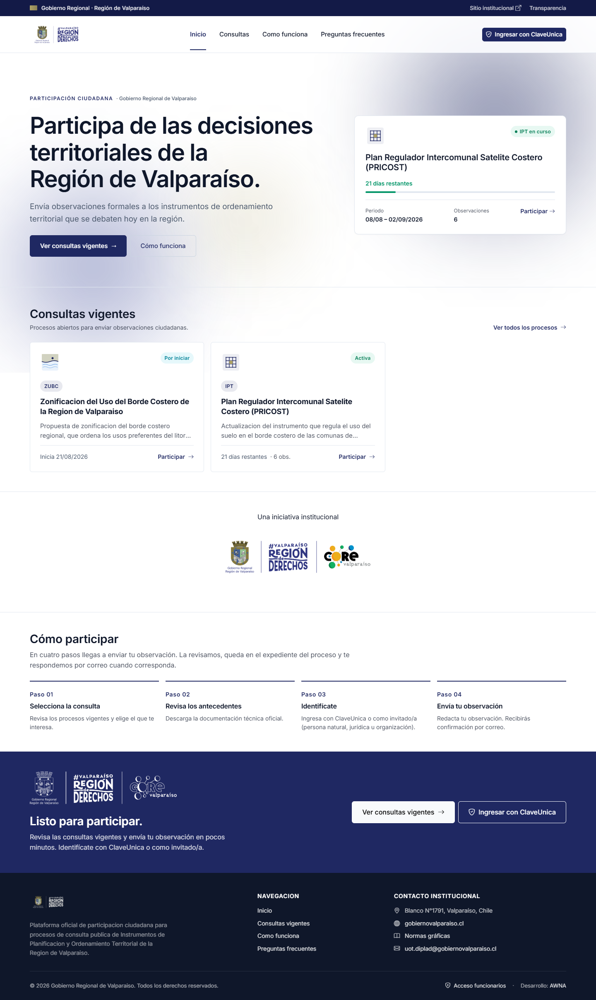 Gobierno Regional · Región de Valparaíso
Sitio institucional
Transparencia
Gobierno Regional
Región de Valparaíso
#VALPARAÍSO
REGIÓN
de
DERECHOS
Inicio
Consultas
Como funciona
Preguntas frecuentes
Ingresar con ClaveUnica
PARTICIPACIÓN CIUDADANA · Gobierno Regional de Valparaíso
Participa de las decisiones
territoriales de la
Región de Valparaíso.
Envía observaciones formales a los instrumentos de ordenamiento
territorial que se debaten hoy en la región.
Ver consultas vigentes →
Cómo funciona
IPT en curso
Plan Regulador Intercomunal Satelite Costero
(PRICOST)
21 días restantes
Periodo
08/08 – 02/09/2026
Observaciones
6
Participar →
Consultas vigentes
Procesos abiertos para enviar observaciones ciudadanas.
Ver todos los procesos →
Por iniciar
ZUBC
Zonificacion del Uso del Borde Costero de
la Region de Valparaiso
Propuesta de zonificacion del borde costero
regional, que ordena los usos preferentes del litor...
Inicia 21/08/2026
Participar →
Activa
IPT
Plan Regulador Intercomunal Satelite
Costero (PRICOST)
Actualizacion del instrumento que regula el uso del
suelo en el borde costero de las comunas de...
21 días restantes · 6 obs.
Participar →
Una iniciativa institucional
Gobierno Regional
Región de Valparaíso
#VALPARAÍSO
REGIÓN
de
DERECHOS
CORE
valparaíso
Cómo participar
En cuatro pasos llegas a enviar tu observación. La revisamos, queda en el expediente del proceso y te
respondemos por correo cuando corresponda.
Paso 01
Selecciona la consulta
Revisa los procesos vigentes y elige el que te
interesa.
Paso 02
Revisa los antecedentes
Descarga la documentación técnica oficial.
Paso 03
Identifícate
Ingresa con ClaveUnica o como invitado/a
(persona natural, jurídica u organización).
Paso 04
Envía tu observación
Redacta tu observación. Recibirás
confirmación por correo.
Gobierno Regional
Región de Valparaíso
#VALPARAÍSO
REGIÓN
de
DERECHOS
CORE
valparaíso
Listo para participar.
Revisa las consultas vigentes y envía tu observación en pocos
minutos. Identifícate con ClaveUnica o como invitado/a.
Ver consultas vigentes →
Ingresar con ClaveUnica
#VALPARAÍSO
REGIÓN
de
DERECHOS
Plataforma oficial de participacion ciudadana para
procesos de consulta publica de Instrumentos de
Planificacion y Ordenamiento Territorial de la
Region de Valparaiso.
NAVEGACION
Inicio
Consultas vigentes
Como funciona
Preguntas frecuentes
CONTACTO INSTITUCIONAL
Blanco N°1791, Valparaíso, Chile
gobiernovalparaiso.cl
Normas gráficas
uot.diplad@gobiernovalparaiso.cl
© 2026 Gobierno Regional de Valparaiso. Todos los derechos reservados.
Acceso funcionarios · Desarrollo: AWNA